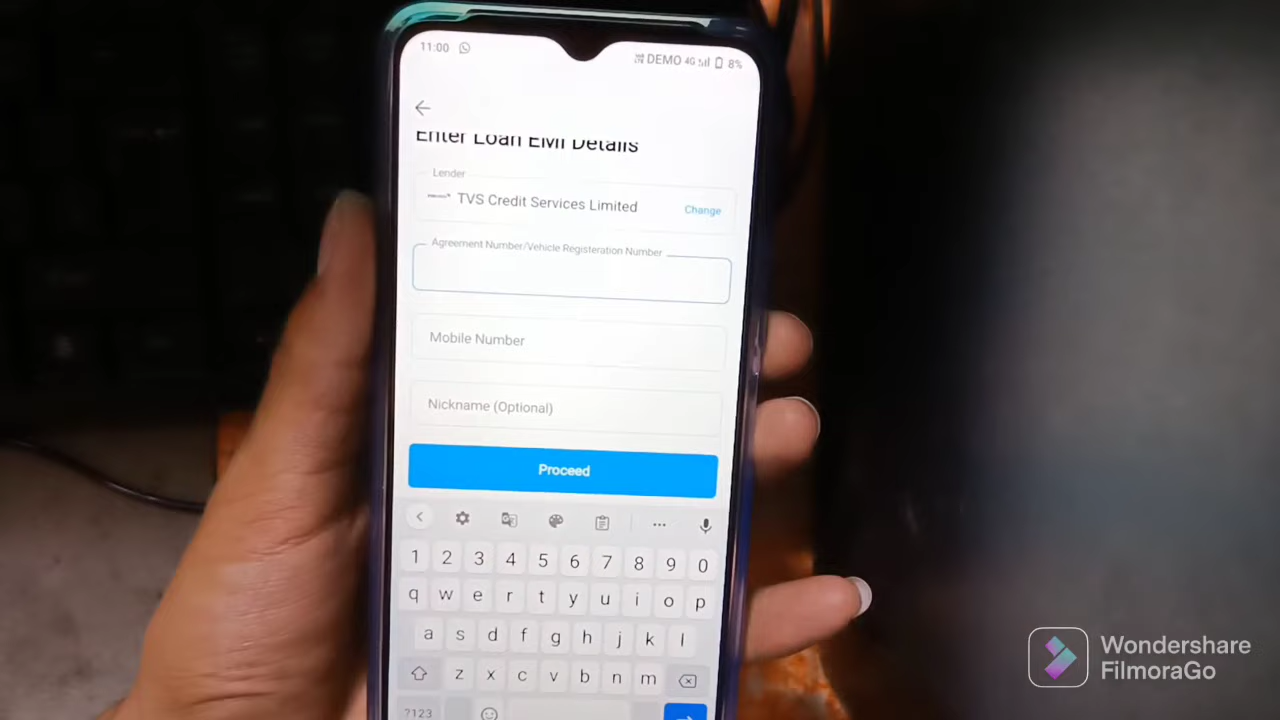 11:00
DEMO 4G 8%
Enter Loan EMI Details
Lender
TVS Credit Services Limited
Change
Agreement Number/Vehicle Registeration Number
Mobile Number
Nickname (Optional)
Proceed
1 2 3 4 5 6 7 8 9 0
q w e r t y u i o p
a s d f g h j k l
z x c v b n m
?123
Wondershare
FilmoraGo